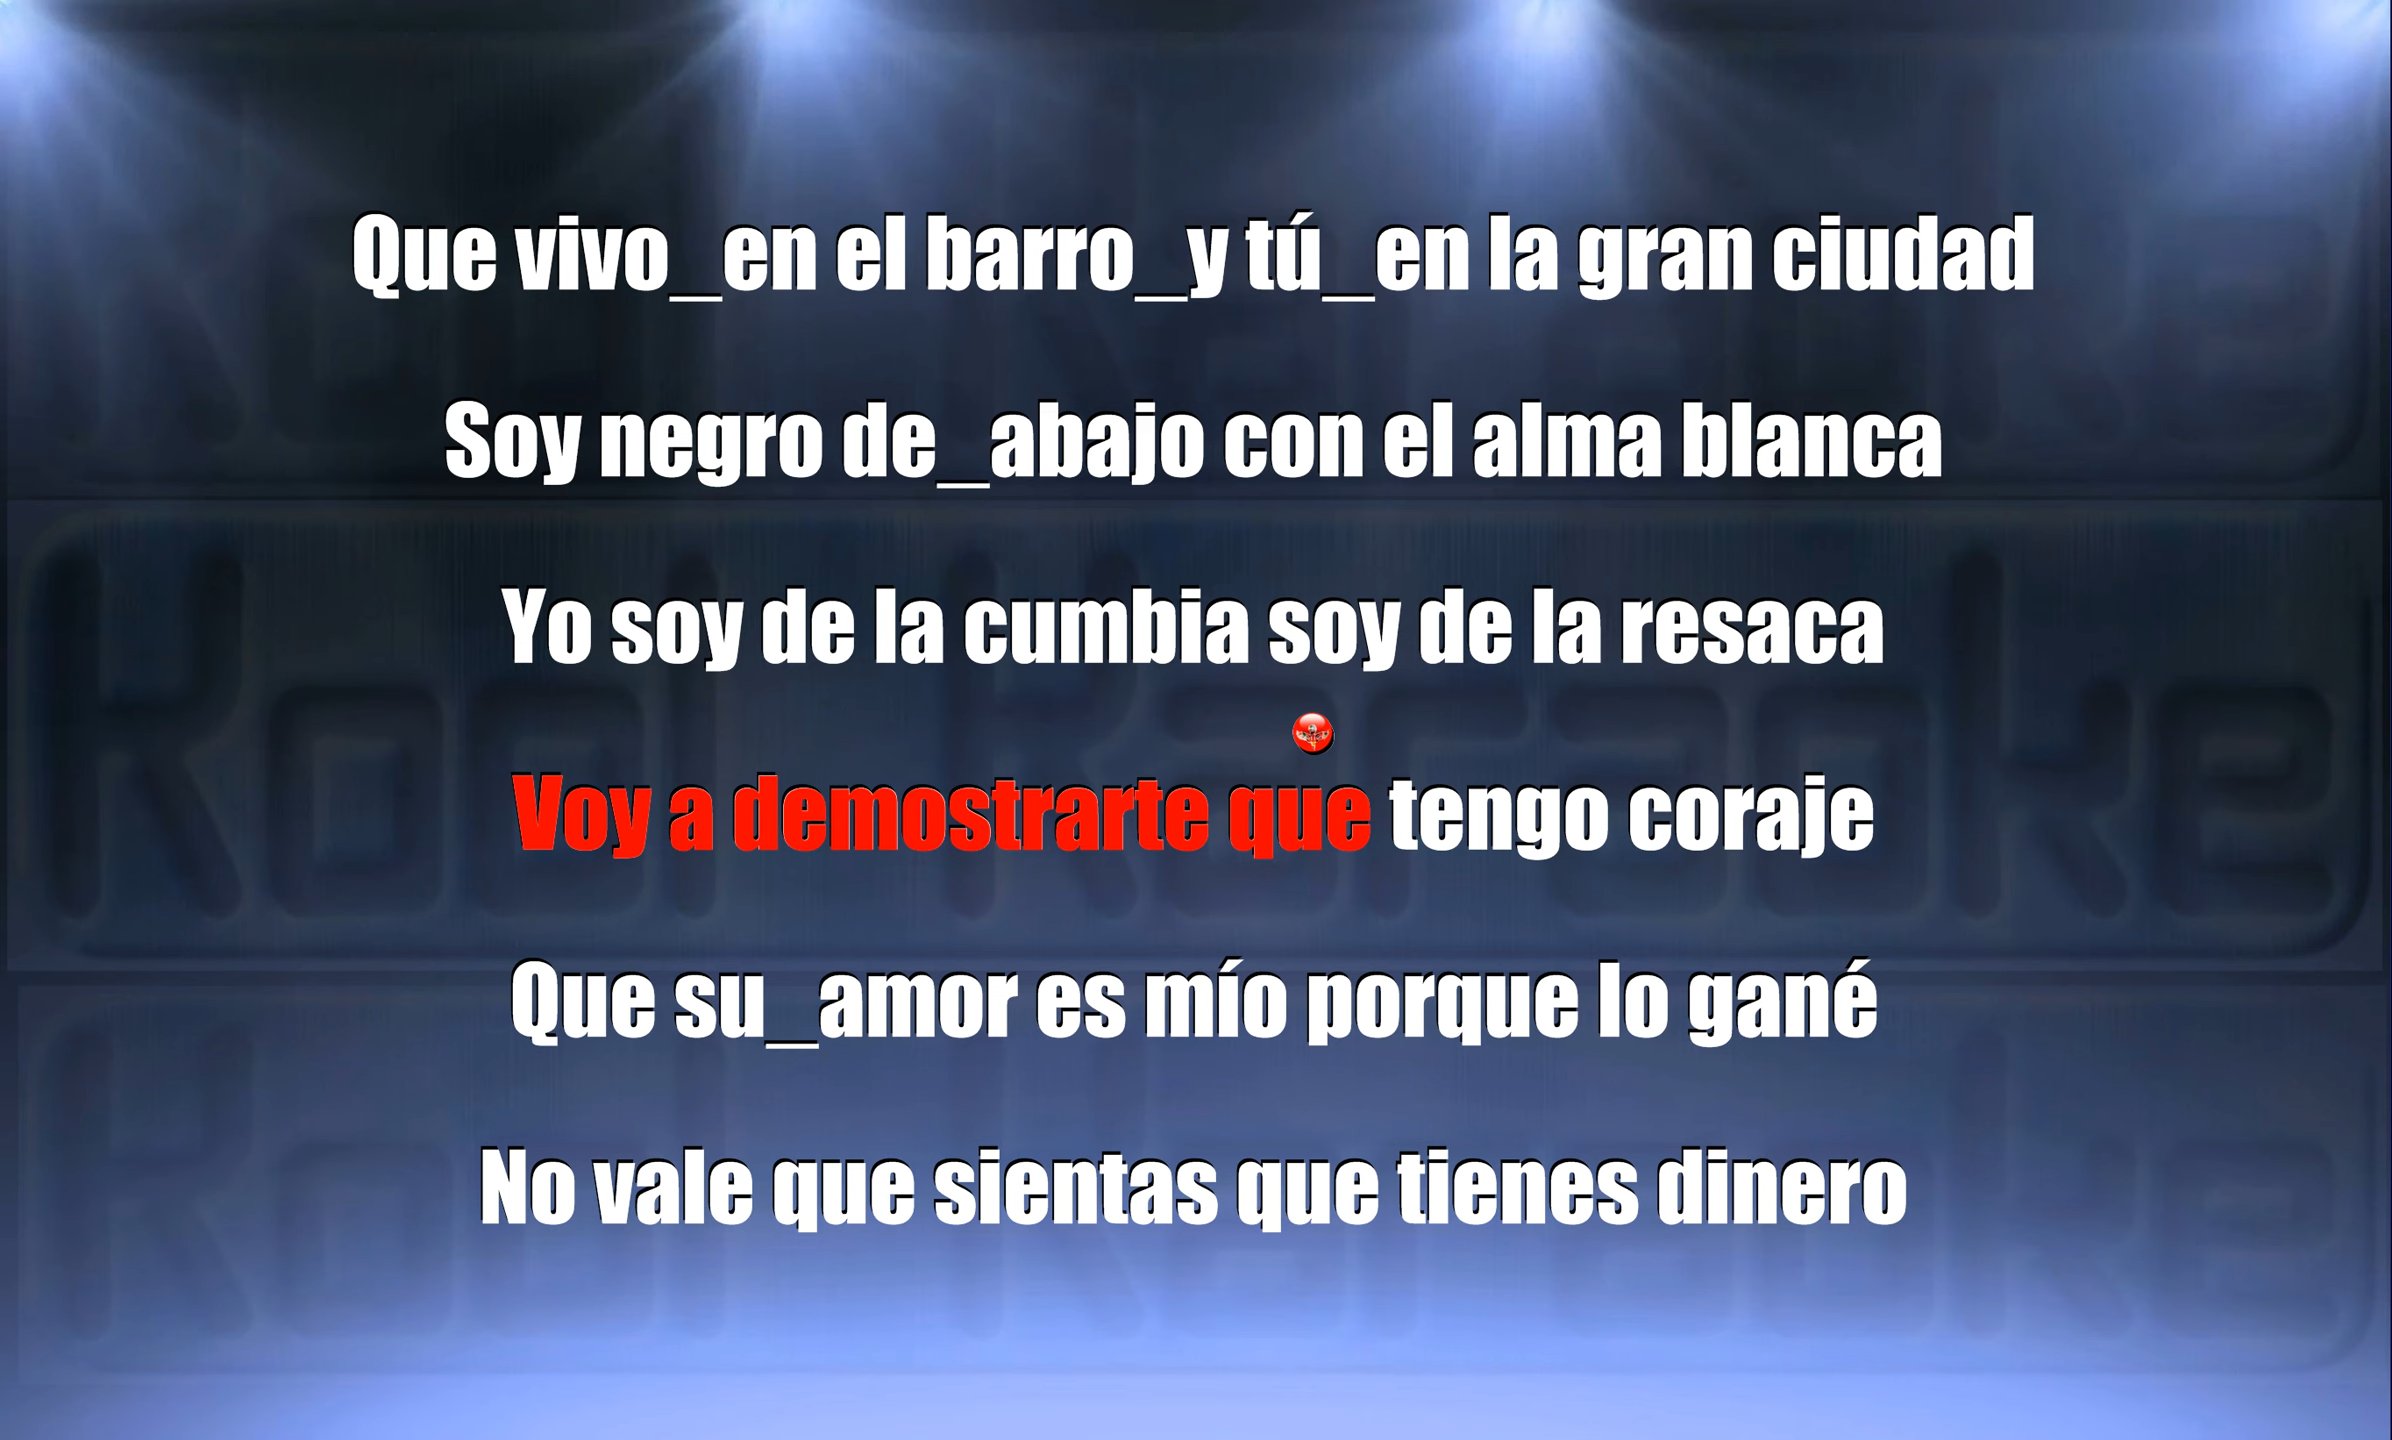 Que vivo_en el barro_y tú_en la gran ciudad
Soy negro de_abajo con el alma blanca
Yo soy de la cumbia soy de la resaca
Voy a demostrarte que tengo coraje
Que su_amor es mío porque lo gané
No vale que sientas que tienes dinero
Kool Karaoke